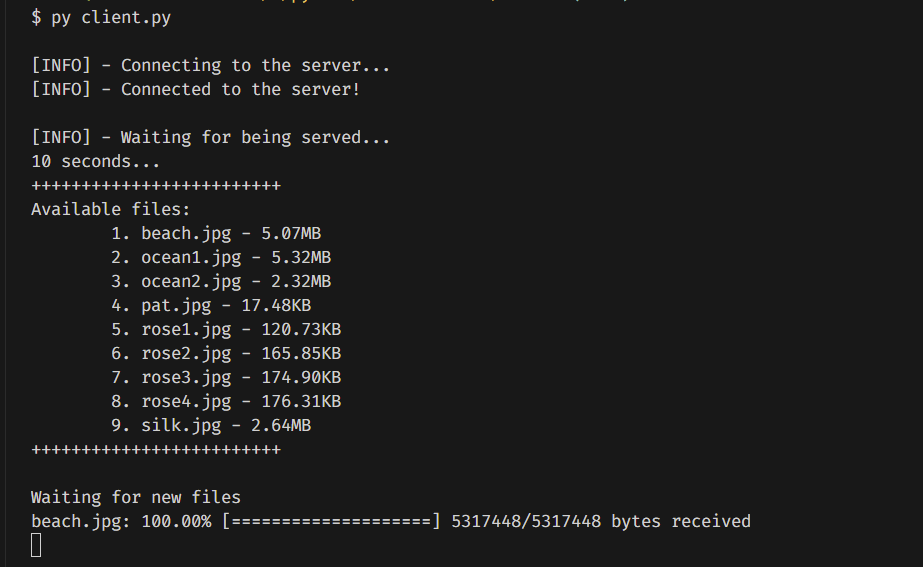 $ py client.py
[INFO] – Connecting to the server...
[INFO] – Connected to the server!
[INFO] – Waiting for being served...
10 seconds...
+++++++++++++++++++++++++
Available files:
1. beach.jpg – 5.07MB
2. ocean1.jpg – 5.32MB
3. ocean2.jpg – 2.32MB
4. pat.jpg – 17.48KB
5. rose1.jpg – 120.73KB
6. rose2.jpg – 165.85KB
7. rose3.jpg – 174.90KB
8. rose4.jpg – 176.31KB
9. silk.jpg – 2.64MB
+++++++++++++++++++++++++
Waiting for new files
beach.jpg: 100.00% [====================] 5317448/5317448 bytes received